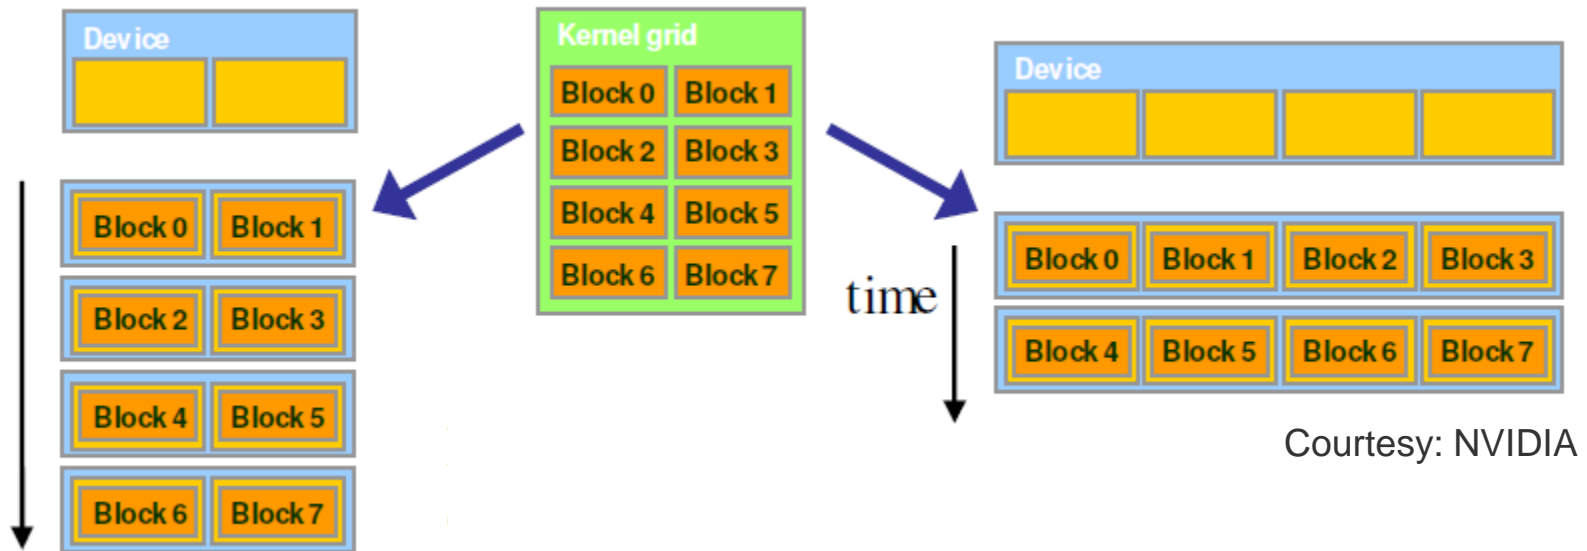 Device
Block 0 Block 1
Block 2 Block 3
Block 4 Block 5
Block 6 Block 7
Kernel grid
Block 0 Block 1
Block 2 Block 3
Block 4 Block 5
Block 6 Block 7
Device
time
Block 0 Block 1 Block 2 Block 3
Block 4 Block 5 Block 6 Block 7
Courtesy: NVIDIA